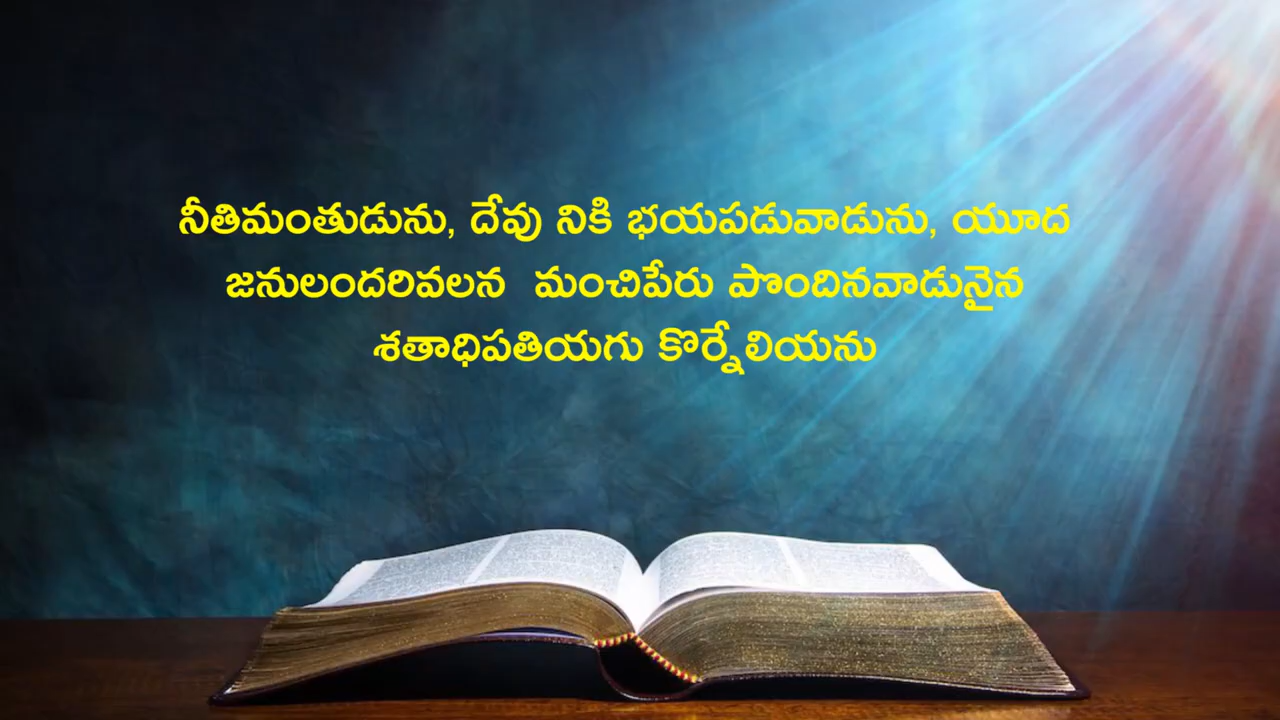 నీతిమంతుడును, దేవు నికి భయపడువాడును, యూద
జనులందరివలన  మంచిపేరు పొందినవాడునైన
శతాధిపతియగు కొర్నేలియను